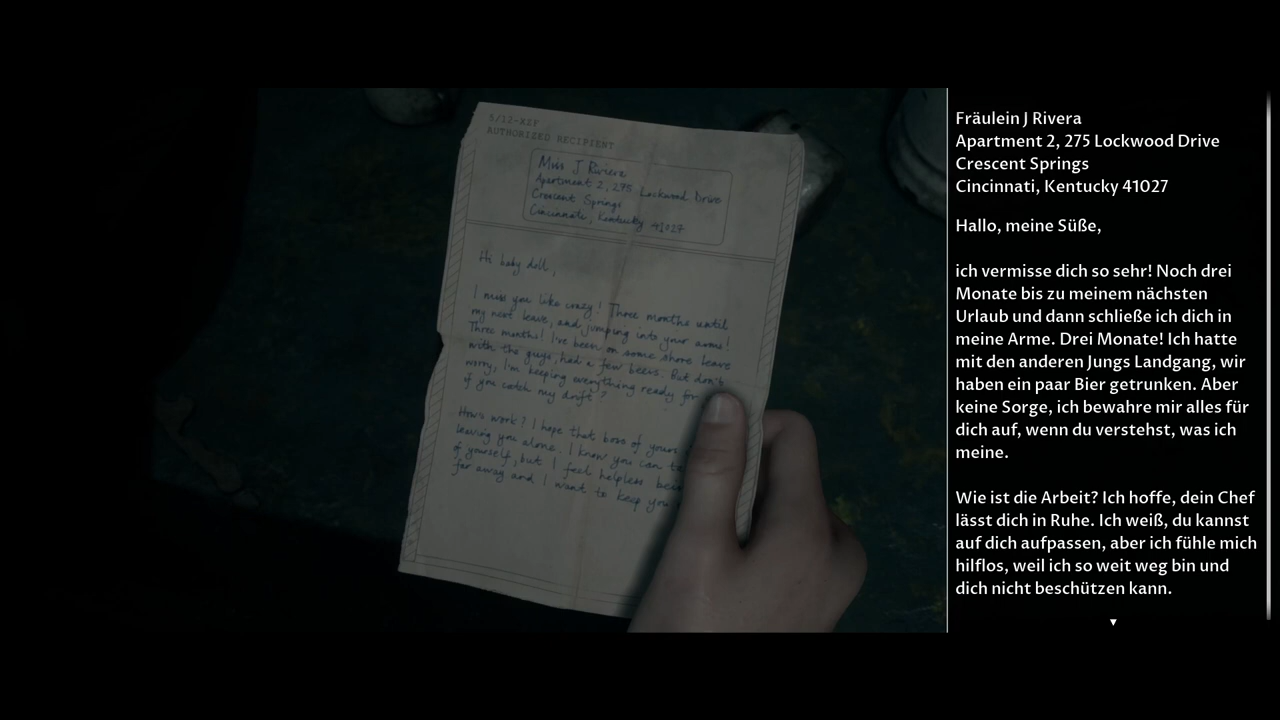 5/12-XZY
AUTHORIZED RECIPIENT
Miss J Rivera
Apartment 2, 275 Lockwood Drive
Crescent Springs
Cincinnati, Kentucky 41027
Hi baby doll,
I miss you like crazy! Three months until
my next leave, and jumping into your arms!
Three months! I've been on some shore leave
with the guys, had a few beers. But don't
worry, I'm keeping everything ready for
if you catch my drift?
How's work? I hope that boss of yours
leaving you alone. I know you can
of yourself, but I feel helpless
far away and I want to keep you
Fräulein J Rivera
Apartment 2, 275 Lockwood Drive
Crescent Springs
Cincinnati, Kentucky 41027
Hallo, meine Süße,
ich vermisse dich so sehr! Noch drei
Monate bis zu meinem nächsten
Urlaub und dann schließe ich dich in
meine Arme. Drei Monate! Ich hatte
mit den anderen Jungs Landgang, wir
haben ein paar Bier getrunken. Aber
keine Sorge, ich bewahre mir alles für
dich auf, wenn du verstehst, was ich
meine.
Wie ist die Arbeit? Ich hoffe, dein Chef
lässt dich in Ruhe. Ich weiß, du kannst
auf dich aufpassen, aber ich fühle mich
hilflos, weil ich so weit weg bin und
dich nicht beschützen kann.